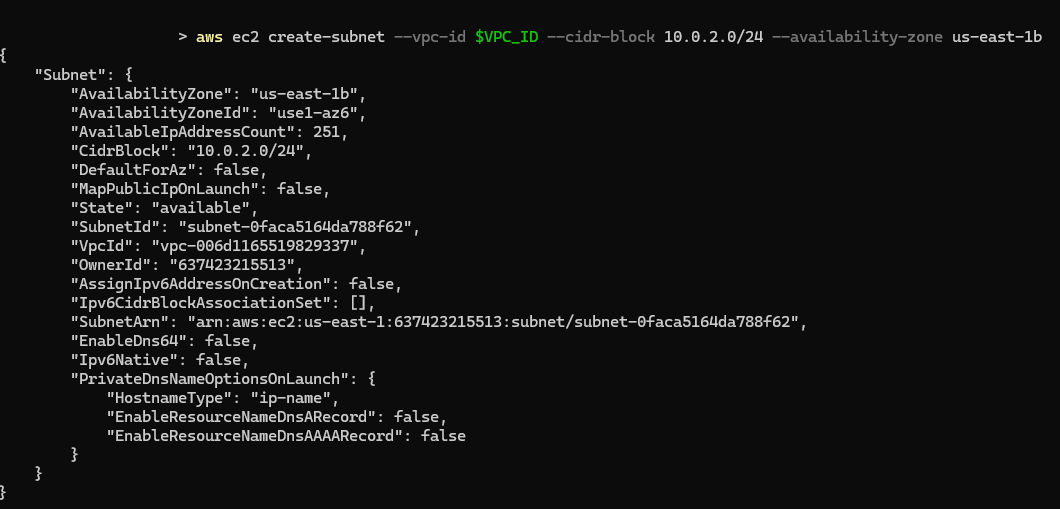 > aws ec2 create-subnet --vpc-id $VPC_ID --cidr-block 10.0.2.0/24 --availability-zone us-east-1b
{
    "Subnet": {
        "AvailabilityZone": "us-east-1b",
        "AvailabilityZoneId": "use1-az6",
        "AvailableIpAddressCount": 251,
        "CidrBlock": "10.0.2.0/24",
        "DefaultForAz": false,
        "MapPublicIpOnLaunch": false,
        "State": "available",
        "SubnetId": "subnet-0faca5164da788f62",
        "VpcId": "vpc-006d1165519829337",
        "OwnerId": "637423215513",
        "AssignIpv6AddressOnCreation": false,
        "Ipv6CidrBlockAssociationSet": [],
        "SubnetArn": "arn:aws:ec2:us-east-1:637423215513:subnet/subnet-0faca5164da788f62",
        "EnableDns64": false,
        "Ipv6Native": false,
        "PrivateDnsNameOptionsOnLaunch": {
            "HostnameType": "ip-name",
            "EnableResourceNameDnsARecord": false,
            "EnableResourceNameDnsAAAARecord": false
        }
    }
}